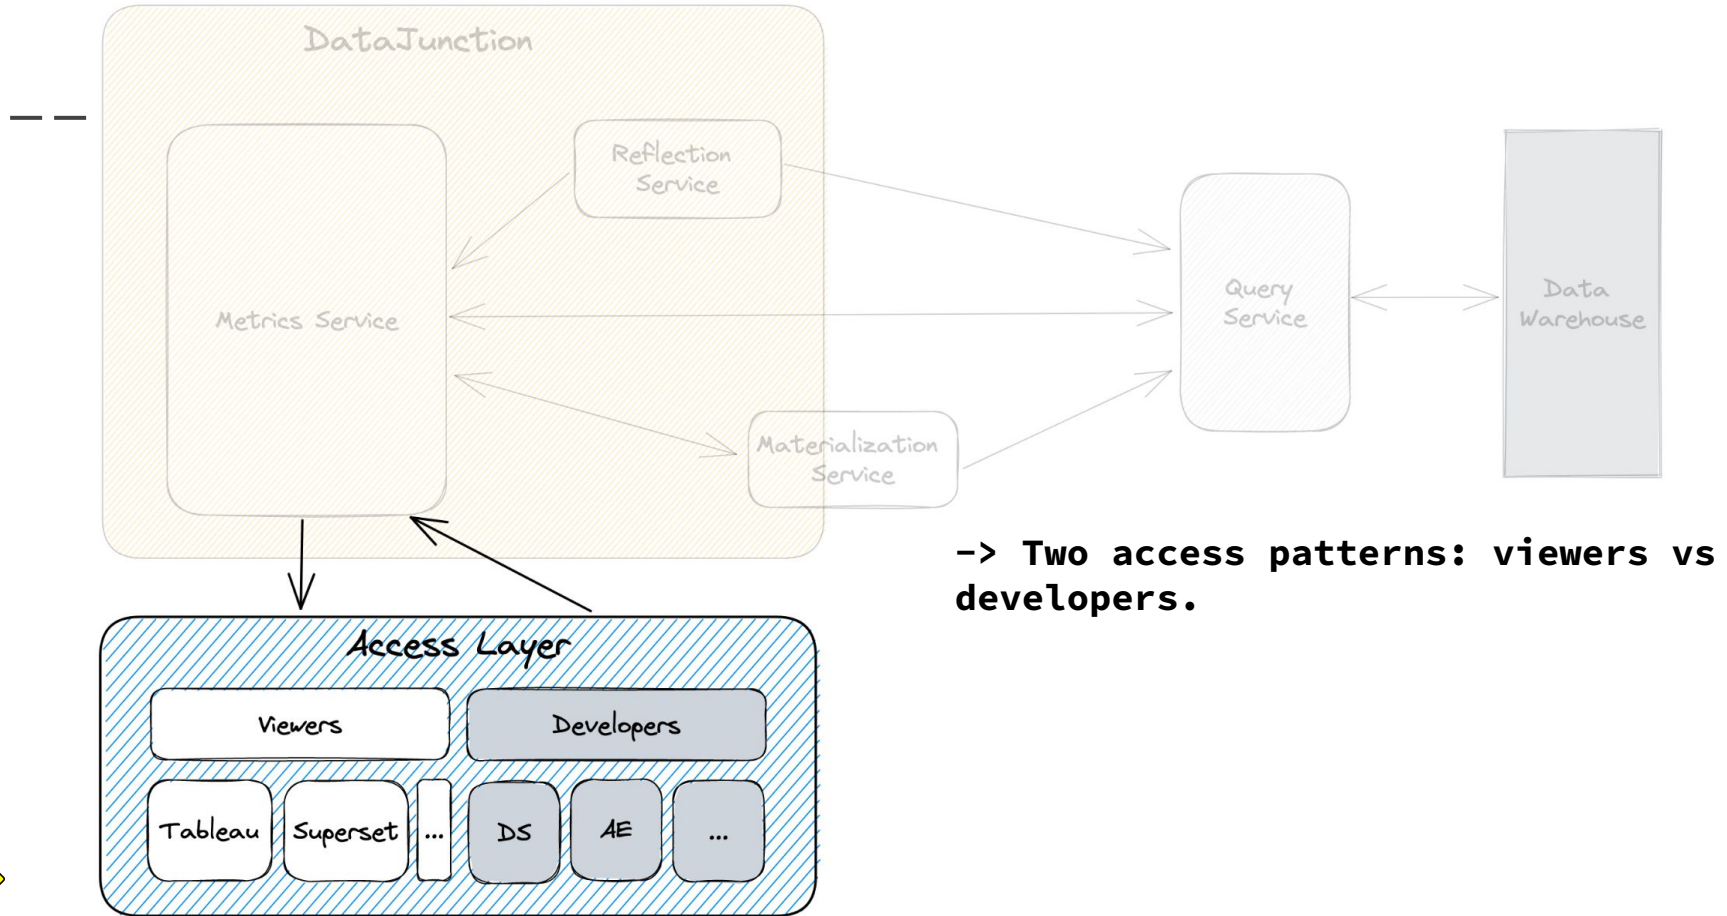 DataJunction
Reflection
Service
Metrics Service
Query
Service
Data
Warehouse
Materialization
Service
-> Two access patterns: viewers vs
developers.
Access Layer
Viewers
Developers
Tableau
Superset
...
DS
AE
...